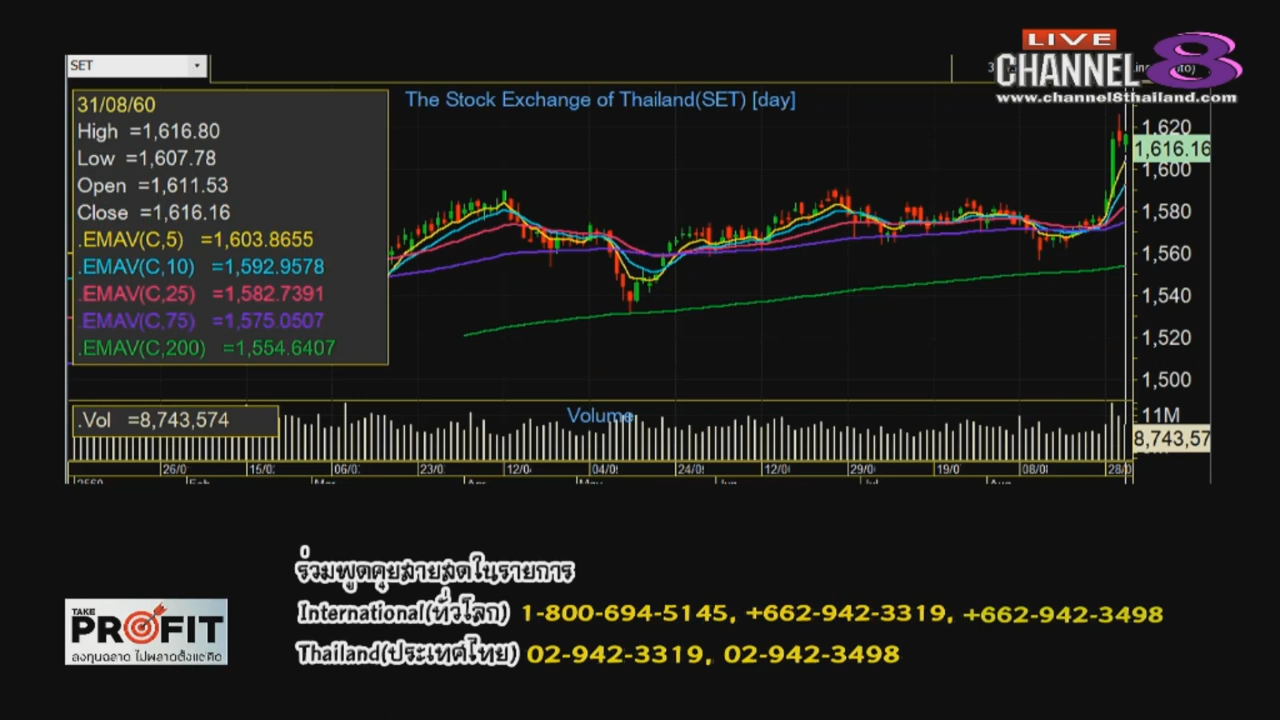 SET
LIVE
CHANNEL 8
www.channel8thailand.com
31/08/60
High =1,616.80
Low =1,607.78
Open =1,611.53
Close =1,616.16
.EMAV(C,5) =1,603.8655
.EMAV(C,10) =1,592.9578
.EMAV(C,25) =1,582.7391
.EMAV(C,75) =1,575.0507
.EMAV(C,200) =1,554.6407
The Stock Exchange of Thailand(SET) [day]
1,620
1,616.16
1,600
1,580
1,560
1,540
1,520
1,500
.Vol =8,743,574
Volume
11M
8,743,57
26/0 15/0 06/0 23/0 12/0 04/0 24/0 12/0 29/0 19/0 08/0 28/0
2560 Feb Mar Apr May Jun Jul Aug
ร่วมพูดคุยสายสดในรายการ
International(ทั่วโลก) 1-800-694-5145, +662-942-3319, +662-942-3498
Thailand(ประเทศไทย) 02-942-3319, 02-942-3498
TAKE
PROFIT
ลงทุนฉลาด ไม่พลาดตั้งแต่คิด